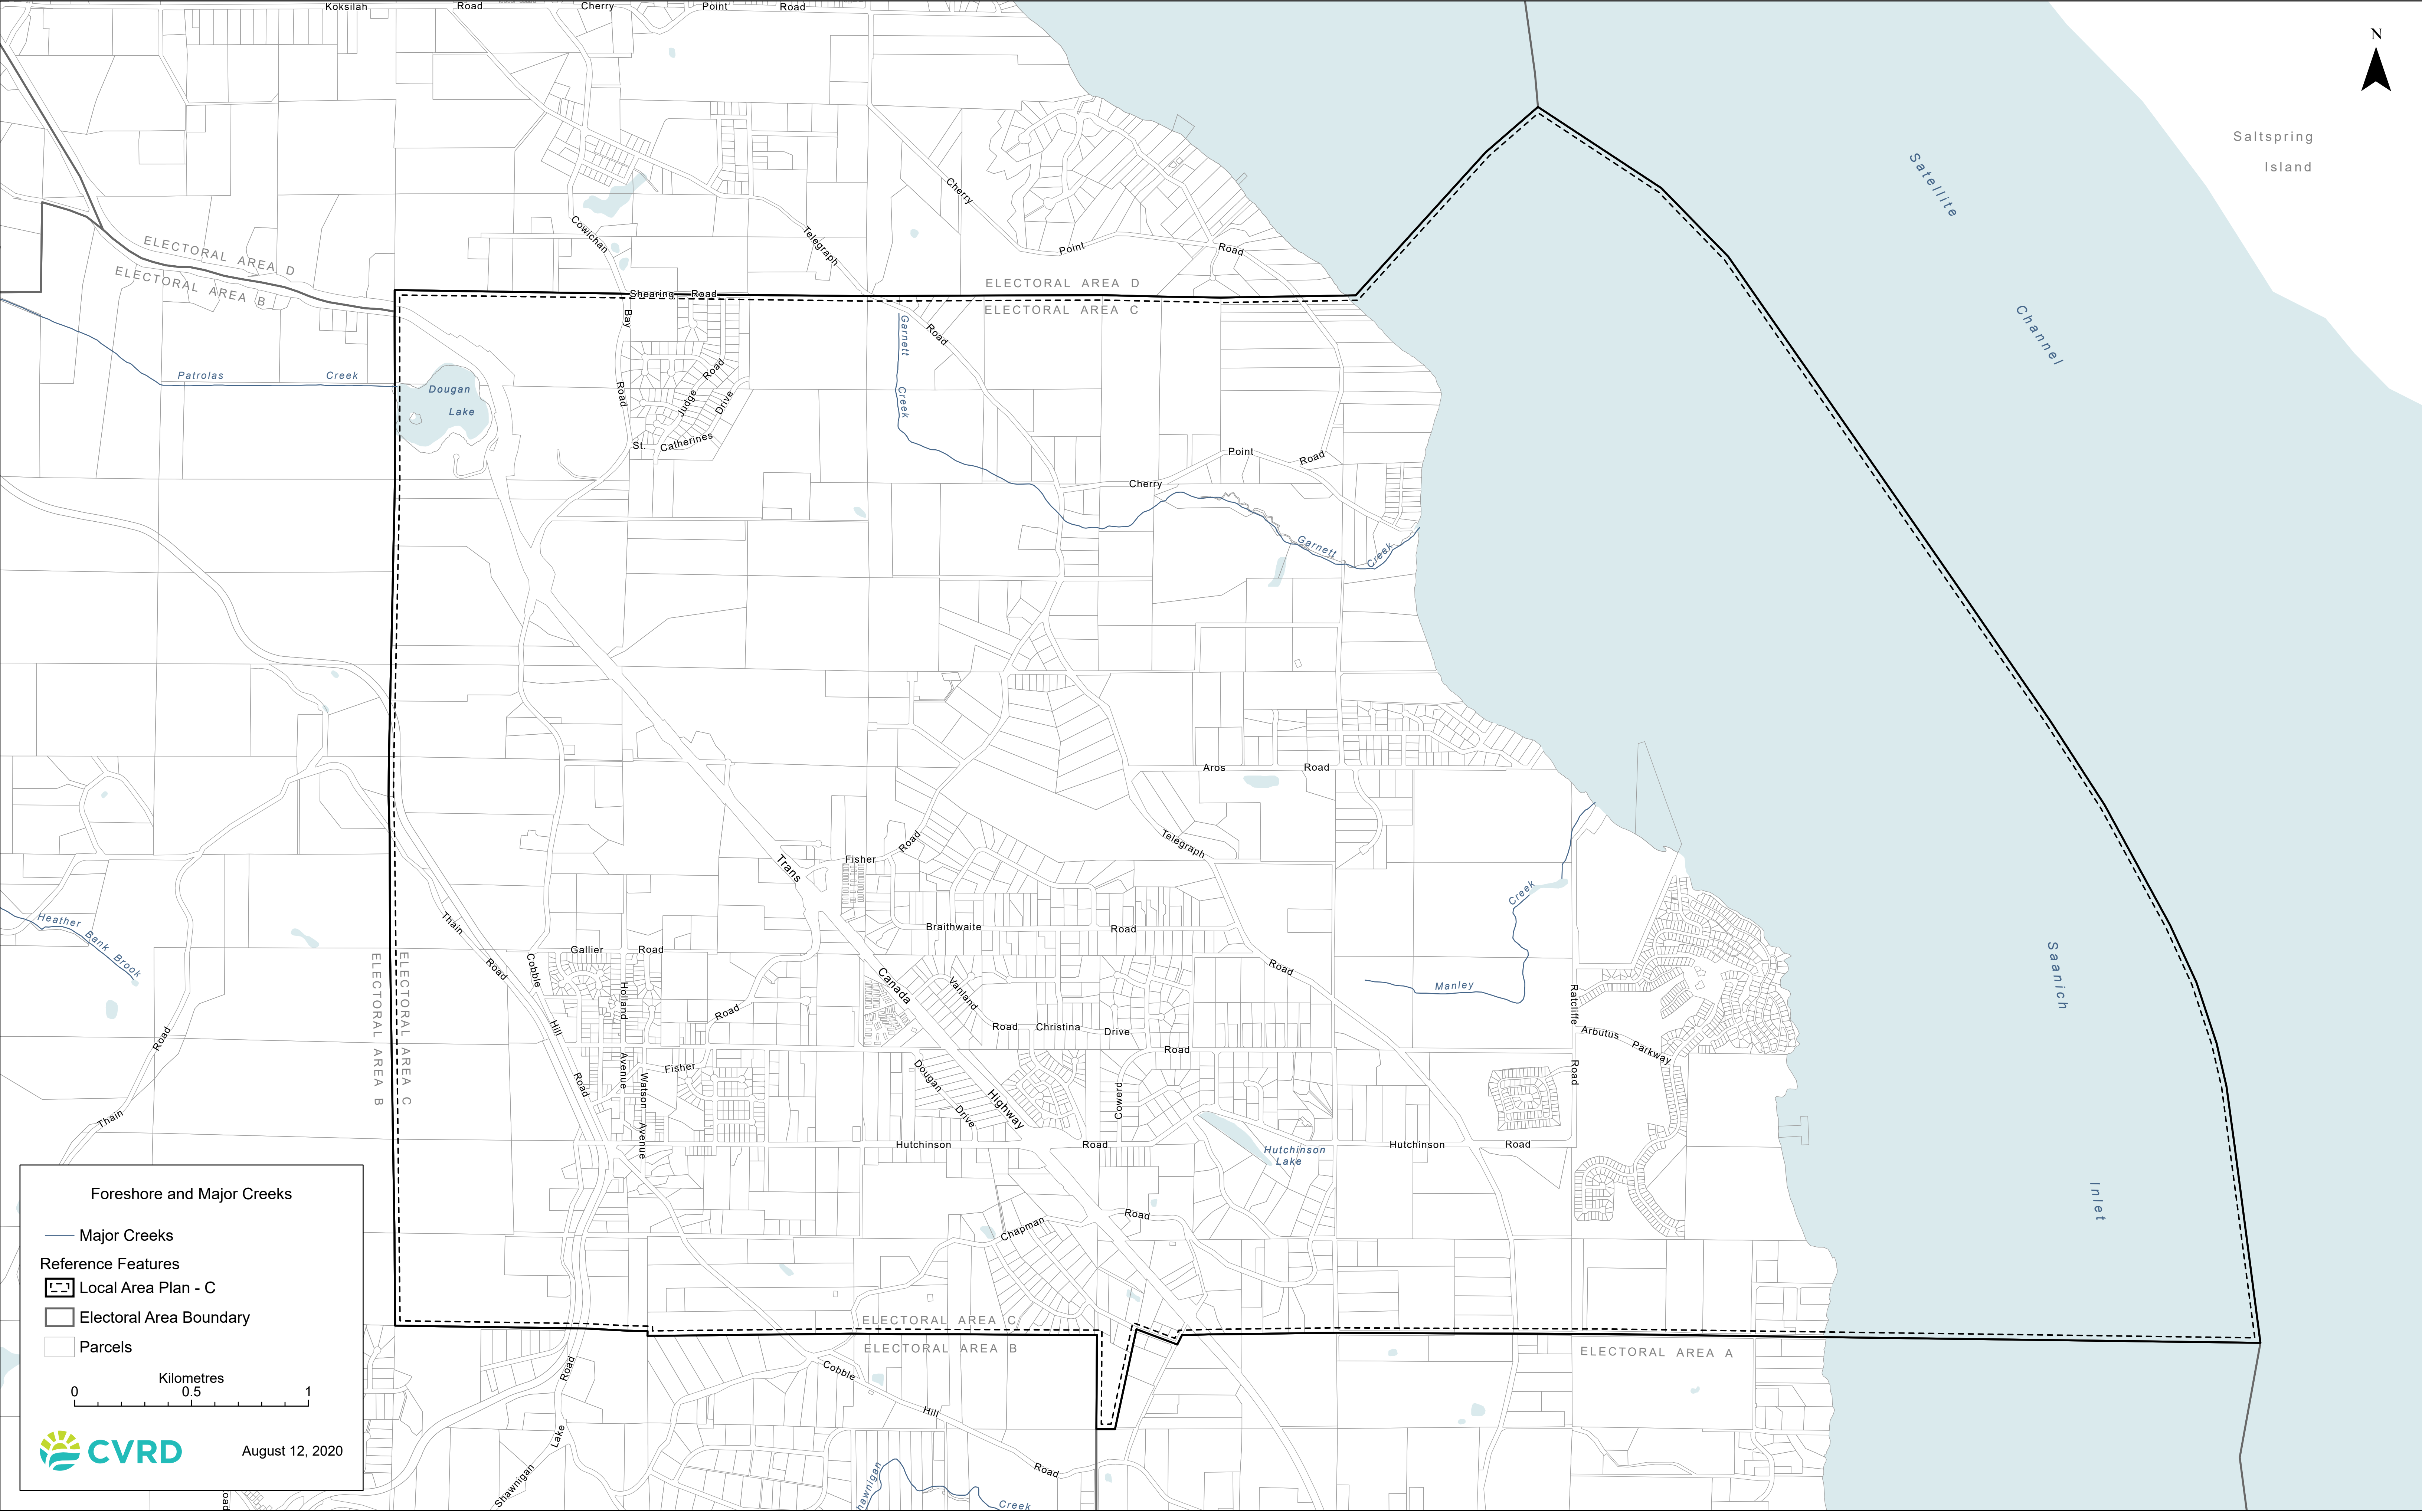 Koksilah Road Cherry Point Road
N
Saltspring
Island
Satellite
Channel
Cherry
Point
Road
Cowichan
Telegraph
ELECTORAL AREA D
ELECTORAL AREA B
ELECTORAL AREA D
ELECTORAL AREA C
Shearing Road
Bay
Road
Garnett
Creek
Road
Patrolas Creek
Dougan
Lake
Judge
Road
Drive
St. Catherines
Cherry
Point
Road
Garnett
Creek
Aros Road
Telegraph
Trans
Fisher
Road
Creek
Heather
Bank
Brook
Thain
Road
Braithwaite Road
Gallier Road
Cobble
Hill
Road
Holland
Avenue
Canada
Vanland
Road
Road
Saanich
Manley
Ratcliffe
Road
ELECTORAL AREA B
ELECTORAL AREA C
Road
Christina Drive
Road
Arbutus
Parkway
Fisher
Watson
Avenue
Dougan
Drive
Highway
Cowerd
Road
Thain
Hutchinson Road
Hutchinson Road
Hutchinson
Lake
Inlet
Chapman
Road
ELECTORAL AREA C
ELECTORAL AREA B
ELECTORAL AREA A
Cobble
Hill
Road
Road
Lake
Shawnigan
hawnigan
Creek
oad
Foreshore and Major Creeks
Major Creeks
Reference Features
Local Area Plan - C
Electoral Area Boundary
Parcels
Kilometres
0 0.5 1
CVRD
August 12, 2020